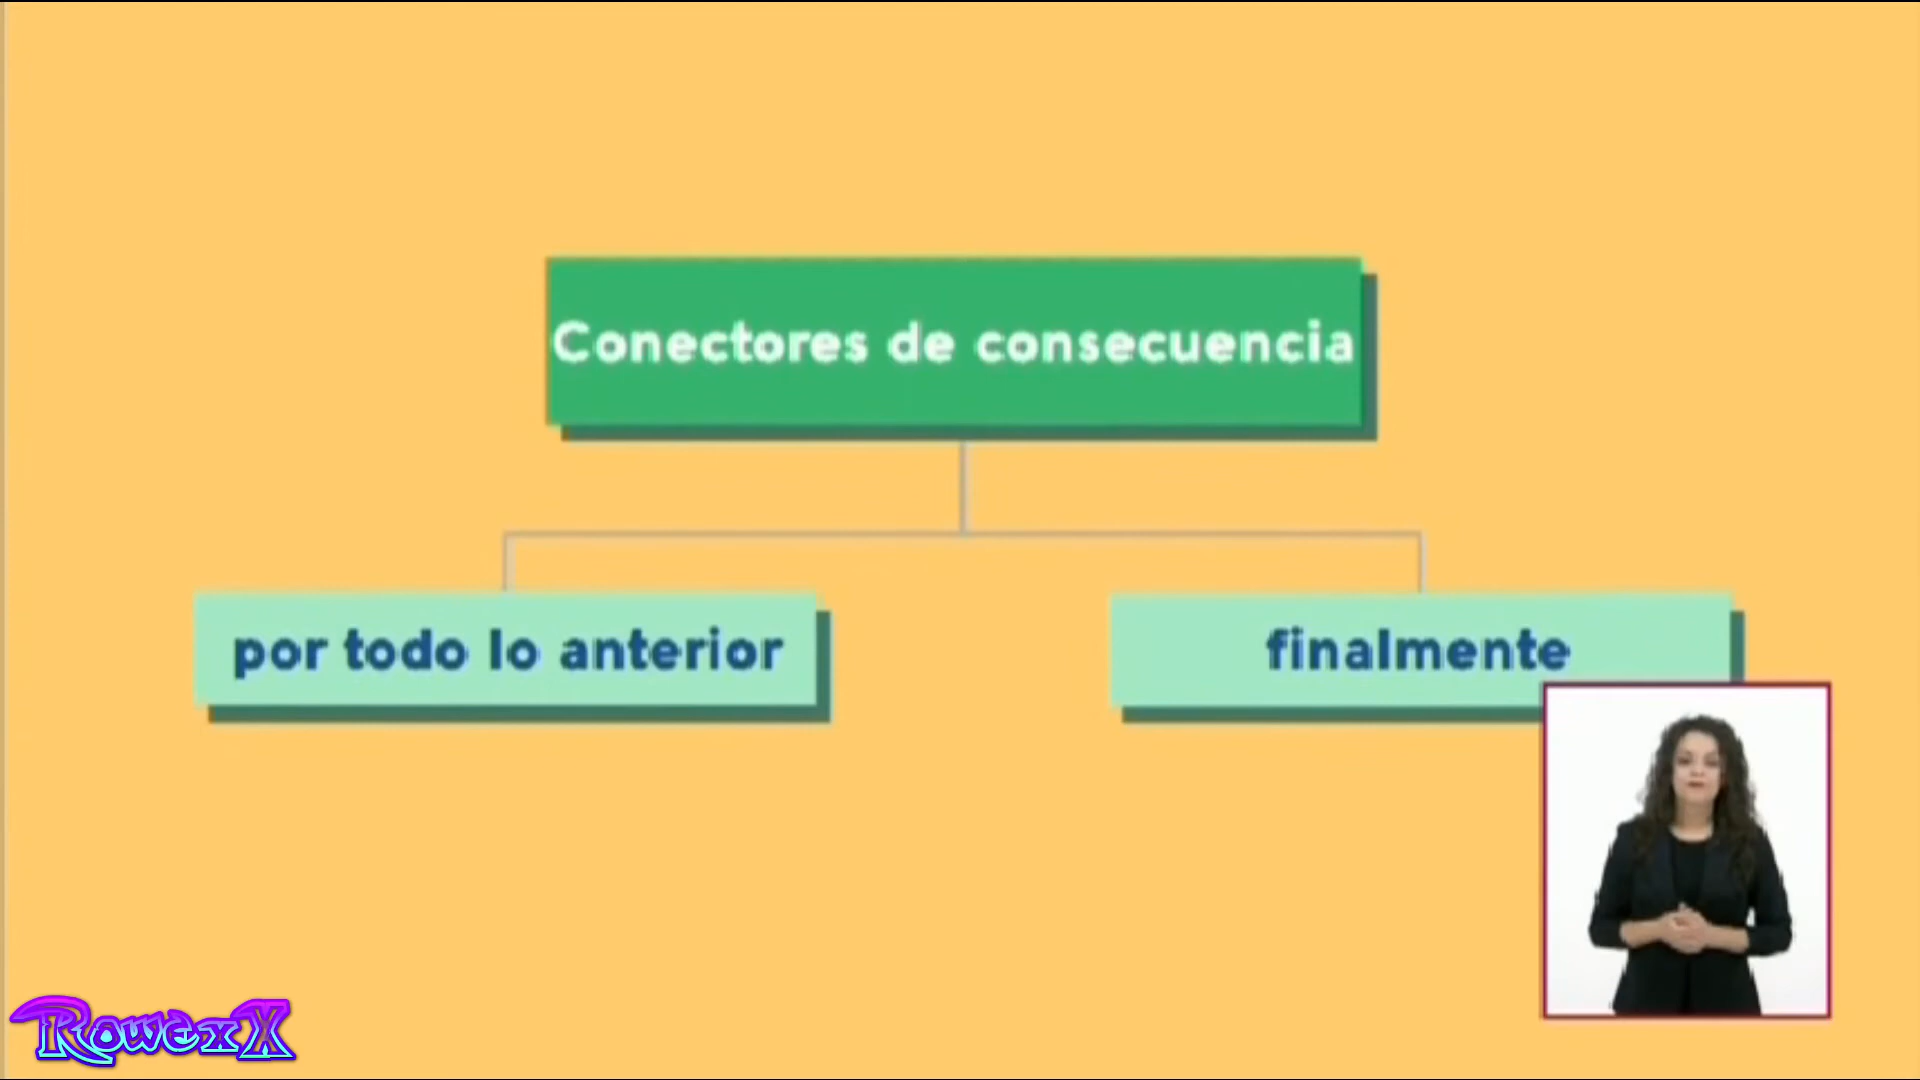 Conectores de consecuencia
por todo lo anterior
finalmente
RowexX